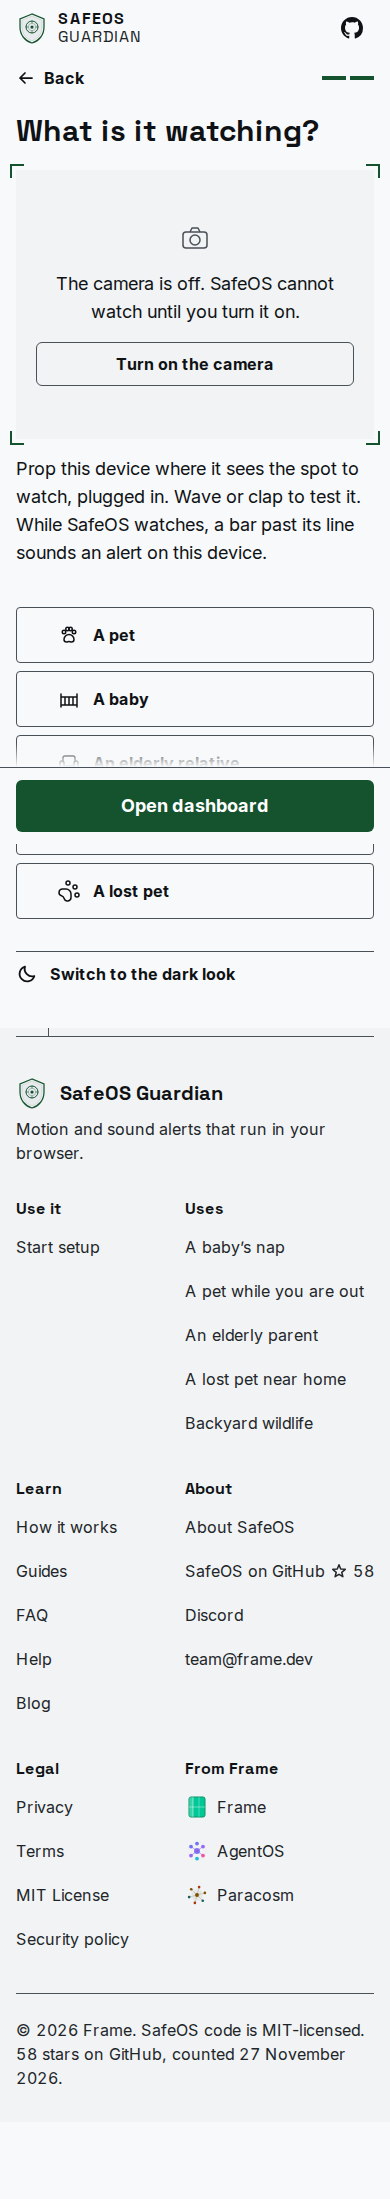 SAFEOS
GUARDIAN
Back
What is it watching?
The camera is off. SafeOS cannot
watch until you turn it on.
Turn on the camera
Prop this device where it sees the spot to
watch, plugged in. Wave or clap to test it.
While SafeOS watches, a bar past its line
sounds an alert on this device.
A pet
A baby
An elderly relative
Open dashboard
A lost pet
Switch to the dark look
SafeOS Guardian
Motion and sound alerts that run in your
browser.
Use it
Start setup
Uses
A baby’s nap
A pet while you are out
An elderly parent
A lost pet near home
Backyard wildlife
Learn
How it works
Guides
FAQ
Help
Blog
About
About SafeOS
SafeOS on GitHub ☆ 58
Discord
team@frame.dev
Legal
Privacy
Terms
MIT License
Security policy
From Frame
Frame
AgentOS
Paracosm
© 2026 Frame. SafeOS code is MIT-licensed.
58 stars on GitHub, counted 27 November
2026.